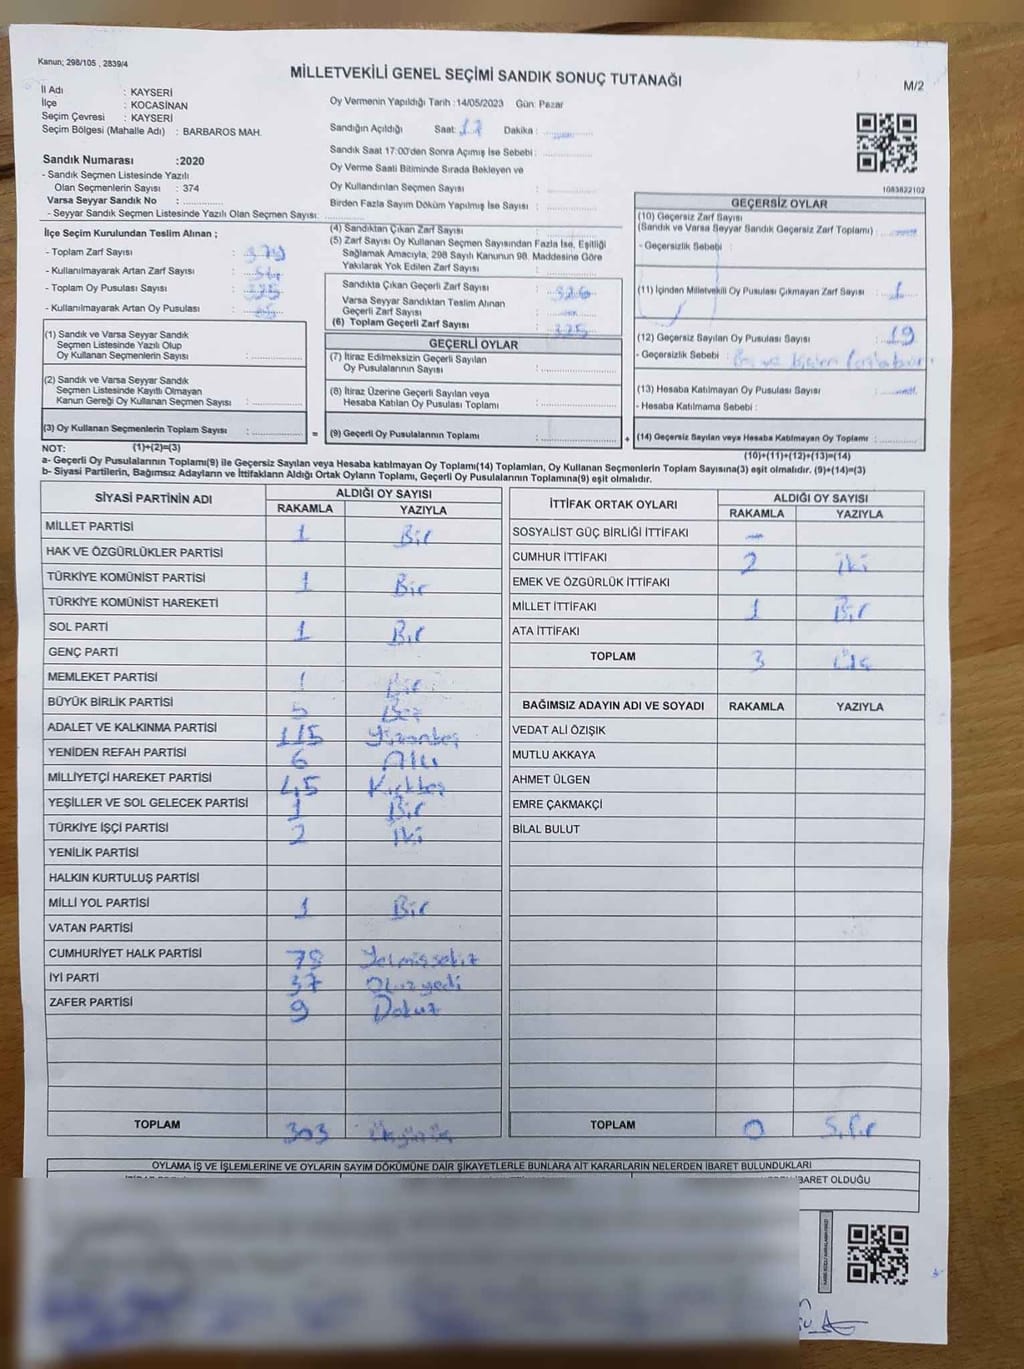 Kanun; 298/105 , 2839/4
MİLLETVEKİLİ GENEL SEÇİMİ SANDIK SONUÇ TUTANAĞI
M/2
İl Adı : KAYSERİ
İlçe : KOCASİNAN
Seçim Çevresi : KAYSERİ
Seçim Bölgesi (Mahalle Adı) : BARBAROS MAH.
Sandık Numarası :2020
- Sandık Seçmen Listesinde Yazılı
Olan Seçmenlerin Sayısı : 374
Varsa Seyyar Sandık No :
- Seyyar Sandık Seçmen Listesinde Yazılı Olan Seçmen Sayısı:
Oy Vermenin Yapıldığı Tarih :14/05/2023 Gün: Pazar
Sandığın Açıldığı Saat: 17 Dakika :
Sandık Saat 17:00'den Sonra Açımış İse Sebebi:
Oy Verme Saati Bitiminde Sırada Bekleyen ve
Oy Kullandırılan Seçmen Sayısı :
Birden Fazla Sayım Döküm Yapılmış İse Sayısı :
1083822102
İlçe Seçim Kurulundan Teslim Alınan ;
- Toplam Zarf Sayısı :
- Kullanılmayarak Artan Zarf Sayısı :
- Toplam Oy Pusulası Sayısı :
- Kullanılmayarak Artan Oy Pusulası :
(1) Sandık ve Varsa Seyyar Sandık
Seçmen Listesinde Yazılı Olup
Oy Kullanan Seçmenlerin Sayısı :
(2) Sandık ve Varsa Seyyar Sandık
Seçmen Listesinde Kayıtlı Olmayan
Kanun Gereği Oy Kullanan Seçmen Sayısı :
(3) Oy Kullanan Seçmenlerin Toplam Sayısı :
(4) Sandıktan Çıkan Zarf Sayısı :
(5) Zarf Sayısı Oy Kullanan Seçmen Sayısından Fazla İse, Eşitliği
Sağlamak Amacıyla, 298 Sayılı Kanunun 98. Maddesine Göre
Yakılarak Yok Edilen Zarf Sayısı :
Sandıkta Çıkan Geçerli Zarf Sayısı : 326
Varsa Seyyar Sandıktan Teslim Alınan
Geçerli Zarf Sayısı :
(6) Toplam Geçerli Zarf Sayısı : 325
GEÇERLİ OYLAR
(7) İtiraz Edilmeksizin Geçerli Sayılan
Oy Pusulalarının Sayısı :
(8) İtiraz Üzerine Geçerli Sayılan veya
Hesaba Katılan Oy Pusulası Toplamı :
= (9) Geçerli Oy Pusulalarının Toplamı :
GEÇERSİZ OYLAR
(10) Geçersiz Zarf Sayısı
(Sandık ve Varsa Seyyar Sandık Geçersiz Zarf Toplamı) :
- Geçersizlik Sebebi :
(11) İçinden Milletvekili Oy Pusulası Çıkmayan Zarf Sayısı : 1
(12) Geçersiz Sayılan Oy Pusulası Sayısı : 19
- Geçersizlik Sebebi :
(13) Hesaba Katılmayan Oy Pusulası Sayısı :
- Hesaba Katılmama Sebebi :
+ (14) Geçersiz Sayılan veya Hesaba Katılmayan Oy Toplamı :
NOT: (1)+(2)=(3)
(10)+(11)+(12)+(13)=(14)
a- Geçerli Oy Pusulalarının Toplamı(9) ile Geçersiz Sayılan veya Hesaba katılmayan Oy Toplamı(14) Toplamları, Oy Kullanan Seçmenlerin Toplam Sayısına(3) eşit olmalıdır. (9)+(14)=(3)
b- Siyasi Partilerin, Bağımsız Adayların ve İttifakların Aldığı Ortak Oyların Toplamı, Geçerli Oy Pusulalarının Toplamına(9) eşit olmalıdır.
SİYASİ PARTİNİN ADI ALDIĞI OY SAYISI
RAKAMLA YAZIYLA
MİLLET PARTİSİ 1 Bir
HAK VE ÖZGÜRLÜKLER PARTİSİ
TÜRKİYE KOMÜNİST PARTİSİ 1 Bir
TÜRKİYE KOMÜNİST HAREKETİ
SOL PARTİ 1 Bir
GENÇ PARTİ
MEMLEKET PARTİSİ 1 Bir
BÜYÜK BİRLİK PARTİSİ 5 Beş
ADALET VE KALKINMA PARTİSİ 115
YENİDEN REFAH PARTİSİ 6 Altı
MİLLİYETÇİ HAREKET PARTİSİ 45 Kırkbeş
YEŞİLLER VE SOL GELECEK PARTİSİ 1 Bir
TÜRKİYE İŞÇİ PARTİSİ 2 İki
YENİLİK PARTİSİ
HALKIN KURTULUŞ PARTİSİ
MİLLİ YOL PARTİSİ 1 Bir
VATAN PARTİSİ
CUMHURİYET HALK PARTİSİ 78 Yetmişsekiz
İYİ PARTİ 37 Otuzyedi
ZAFER PARTİSİ 9 Dokuz
TOPLAM 303
İTTİFAK ORTAK OYLARI ALDIĞI OY SAYISI
RAKAMLA YAZIYLA
SOSYALİST GÜÇ BİRLİĞİ İTTİFAKI —
CUMHUR İTTİFAKI 2 İki
EMEK VE ÖZGÜRLÜK İTTİFAKI
MİLLET İTTİFAKI 1 Bir
ATA İTTİFAKI
TOPLAM 3 Üç
BAĞIMSIZ ADAYIN ADI VE SOYADI RAKAMLA YAZIYLA
VEDAT ALİ ÖZIŞIK
MUTLU AKKAYA
AHMET ÜLGEN
EMRE ÇAKMAKÇİ
BİLAL BULUT
TOPLAM 0 Sıfır
OYLAMA İŞ VE İŞLEMLERİNE VE OYLARIN SAYIM DÖKÜMÜNE DAİR ŞİKAYETLERLE BUNLARA AİT KARARLARIN NELERDEN İBARET BULUNDUKLARI
İBARET OLDUĞU